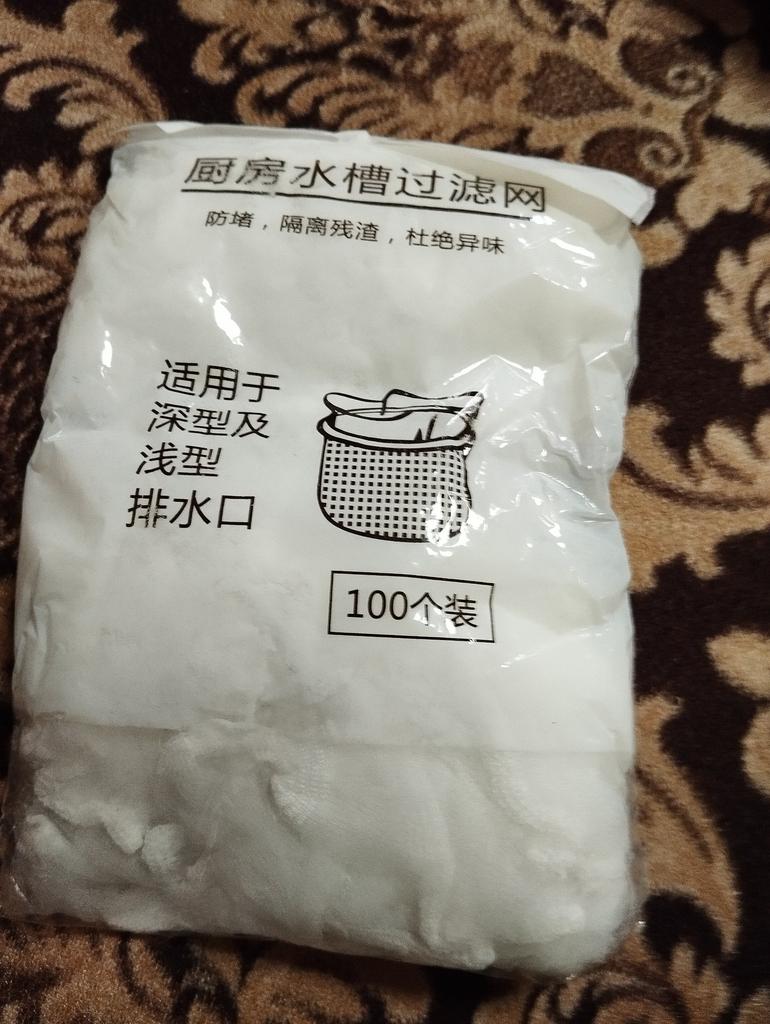 厨房水槽过滤网
防堵，隔离残渣，杜绝异味
适用于
深型及
浅型
排水口
100个装